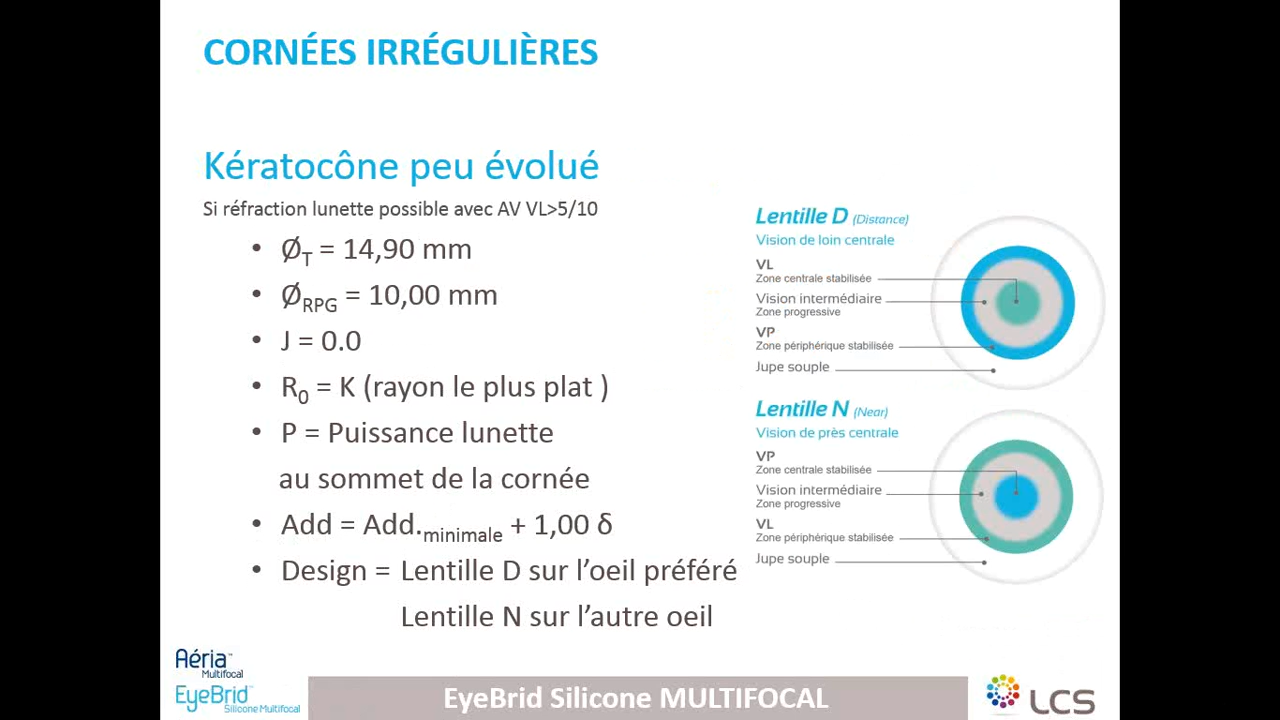 CORNÉES IRRÉGULIÈRES
Kératocône peu évolué
Si réfraction lunette possible avec AV VL>5/10
• ØT = 14,90 mm
• ØRPG = 10,00 mm
• J = 0.0
• R0 = K (rayon le plus plat )
• P = Puissance lunette
au sommet de la cornée
• Add = Add.minimale + 1,00 δ
• Design = Lentille D sur l’oeil préféré
Lentille N sur l’autre oeil
Lentille D (Distance)
Vision de loin centrale
VL
Zone centrale stabilisée
Vision intermédiaire
Zone progressive
VP
Zone périphérique stabilisée
Jupe souple
Lentille N (Near)
Vision de près centrale
VP
Zone centrale stabilisée
Vision intermédiaire
Zone progressive
VL
Zone périphérique stabilisée
Jupe souple
Aéria™
Multifocal
EyeBrid™
Silicone Multifocal
EyeBrid Silicone MULTIFOCAL
LCS